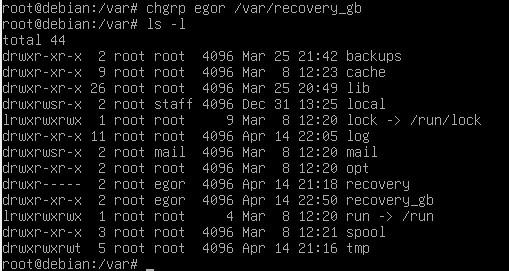 root@debian:/var# chgrp egor /var/recovery_gb
root@debian:/var# ls -l
total 44
drwxr-xr-x  2 root root  4096 Mar 25 21:42 backups
drwxr-xr-x  9 root root  4096 Mar  8 12:23 cache
drwxr-xr-x 26 root root  4096 Mar 25 20:49 lib
drwxrwsr-x  2 root staff 4096 Dec 31 13:25 local
lrwxrwxrwx  1 root root     9 Mar  8 12:20 lock -> /run/lock
drwxr-xr-x 11 root root  4096 Apr 14 22:05 log
drwxrwsr-x  2 root mail  4096 Mar  8 12:20 mail
drwxr-xr-x  2 root root  4096 Mar  8 12:20 opt
drwxr-----  2 root egor  4096 Apr 14 21:18 recovery
drwxr-xr-x  2 root egor  4096 Apr 14 22:50 recovery_gb
lrwxrwxrwx  1 root root     4 Mar  8 12:20 run -> /run
drwxr-xr-x  3 root root  4096 Mar  8 12:21 spool
drwxrwxrwt  5 root root  4096 Apr 14 21:16 tmp
root@debian:/var# _